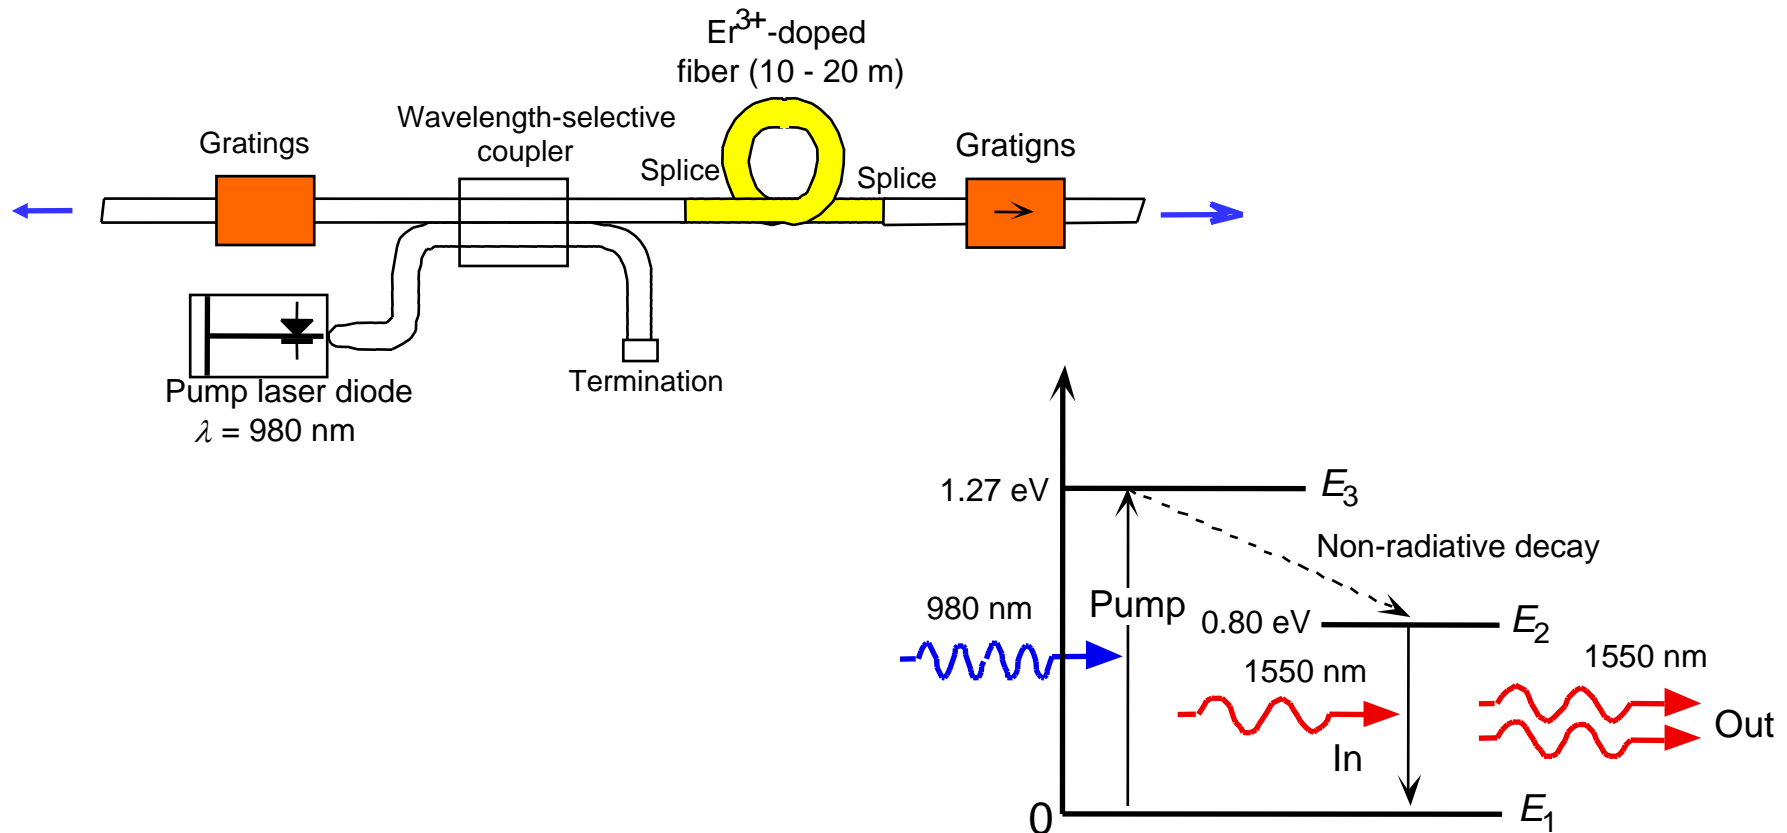 Er3+-doped
fiber (10 - 20 m)
Wavelength-selective
coupler
Gratings
Splice
Splice
Gratigns
Pump laser diode
λ = 980 nm
Termination
1.27 eV
E3
Non-radiative decay
980 nm
Pump
0.80 eV
E2
1550 nm
1550 nm
In
Out
0
E1